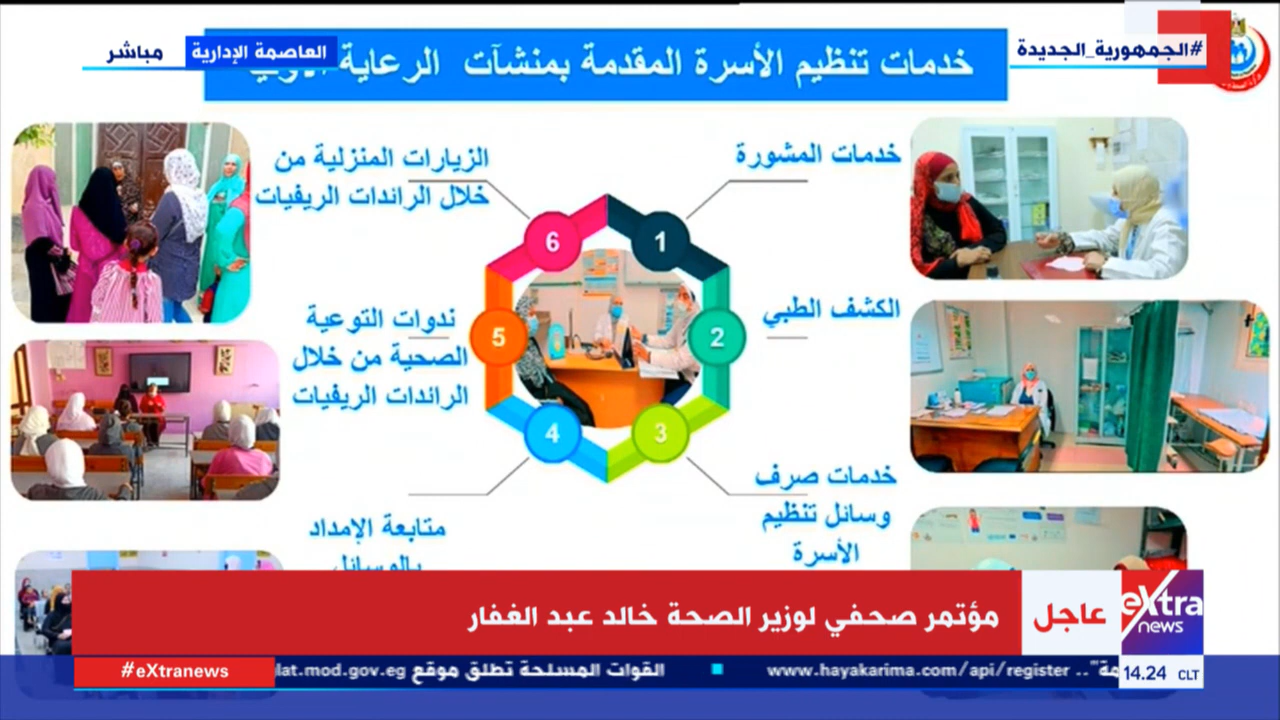 #الجمهورية_الجديدة
العاصمة الإدارية
مباشر
خدمات تنظيم الأسرة المقدمة بمنشآت الرعاية
خدمات المشورة
1
الكشف الطبي
2
خدمات صرف
وسائل تنظيم
الأسرة
3
متابعة الإمداد
بالوسائل
4
ندوات التوعية
الصحية من خلال
الرائدات الريفيات
5
الزيارات المنزلية من
خلال الرائدات الريفيات
6
عاجل
مؤتمر صحفي لوزير الصحة خالد عبد الغفار
eXtra
news
#eXtranews
مة".. www.hayakarima.com/api/register
القوات المسلحة تطلق موقع lat.mod.gov.eg
14.24 CLT